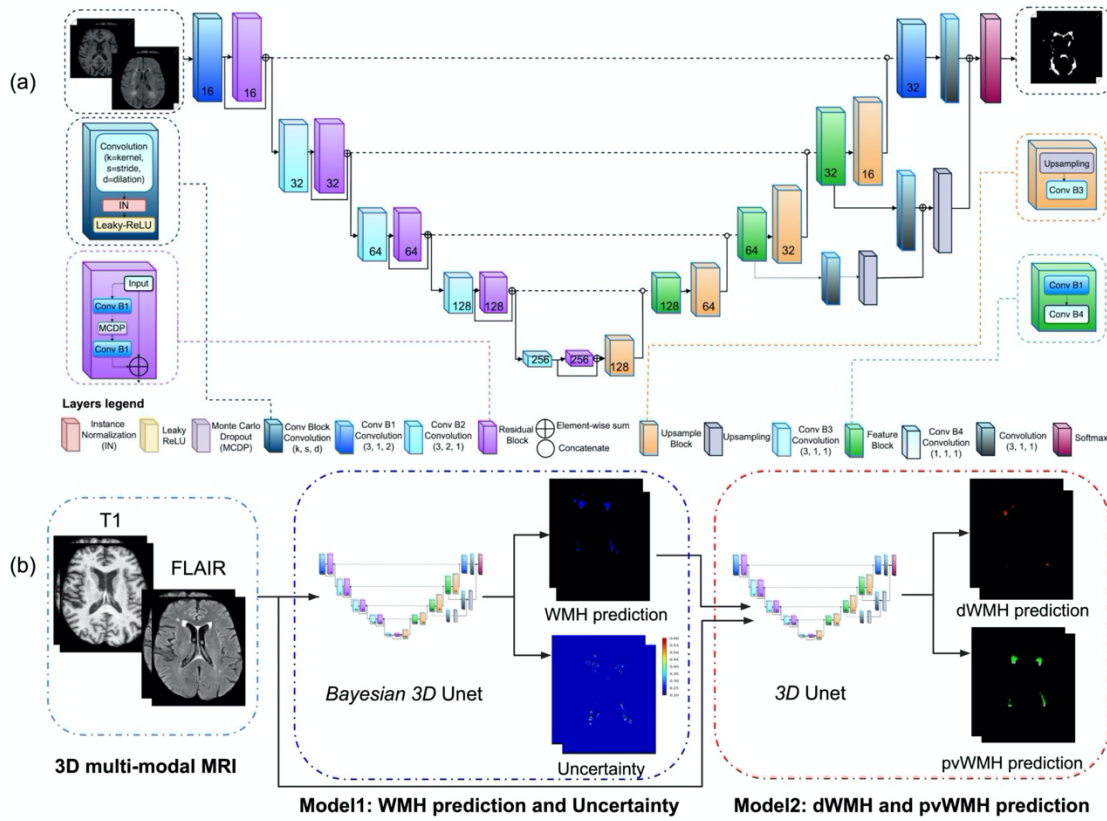 (a)
16
16
32
32
64
64
128
128
256
256
128
128
64
64
32
32
16
32
Convolution
(k=kernel,
s=stride,
d=dilation)
IN
Leaky-ReLU
Input
Conv B1
MCDP
Conv B1
Upsampling
Conv B3
Conv B1
Conv B4
Layers legend
Instance
Normalization
(IN)
Leaky
ReLU
Monte Carlo
Dropout
(MCDP)
Conv Block
Convolution
(k, s, d)
Conv B1
Convolution
(3, 1, 2)
Conv B2
Convolution
(3, 2, 1)
Residual
Block
Element-wise sum
Concatenate
Upsample
Block
Upsampling
Conv B3
Convolution
(3, 1, 1)
Feature
Block
Conv B4
Convolution
(1, 1, 1)
Convolution
(3, 1, 1)
Softmax
(b)
T1
FLAIR
3D multi-modal MRI
Bayesian 3D Unet
WMH prediction
Uncertainty
Model1: WMH prediction and Uncertainty
3D Unet
dWMH prediction
pvWMH prediction
Model2: dWMH and pvWMH prediction